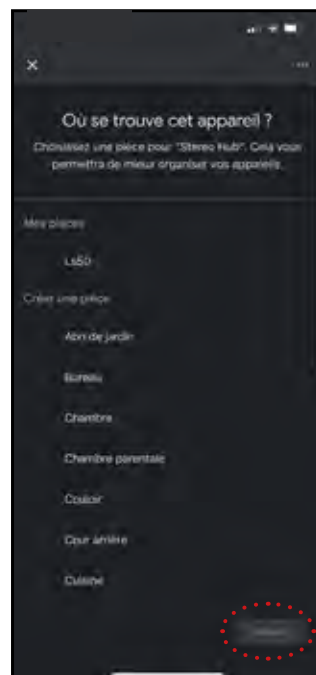 Où se trouve cet appareil ?
Choisissez une pièce pour "Stereo Hub". Cela vous
permettra de mieux organiser vos appareils.
Mes pièces
Ls50
Créer une pièce
Abri de jardin
Bureau
Chambre
Chambre parentale
Couloir
Cour arrière
Cuisine